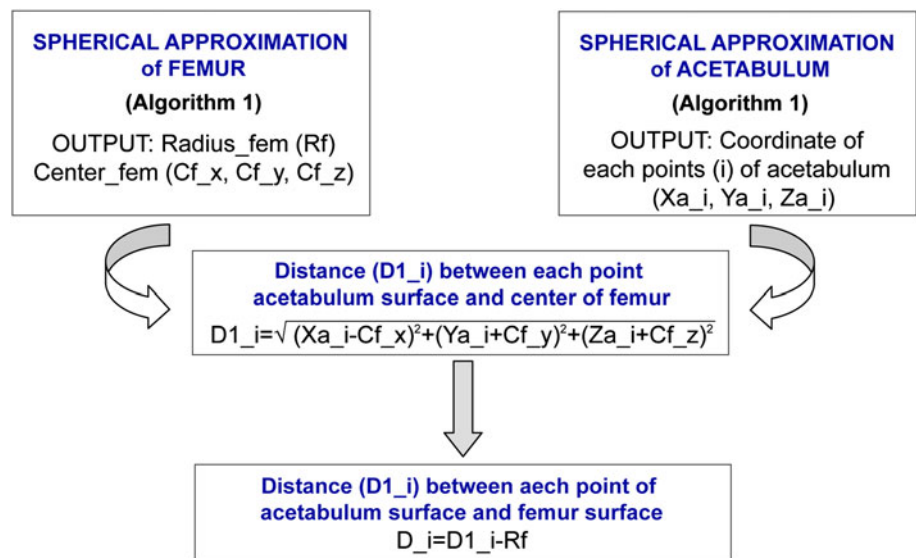 SPHERICAL APPROXIMATION
of FEMUR
(Algorithm 1)
OUTPUT: Radius_fem (Rf)
Center_fem (Cf_x, Cf_y, Cf_z)
SPHERICAL APPROXIMATION
of ACETABULUM
(Algorithm 1)
OUTPUT: Coordinate of
each points (i) of acetabulum
(Xa_i, Ya_i, Za_i)
Distance (D1_i) between each point
acetabulum surface and center of femur
D1_i=√(Xa_i-Cf_x)²+(Ya_i+Cf_y)²+(Za_i+Cf_z)²
Distance (D1_i) between aech point of
acetabulum surface and femur surface
D_i=D1_i-Rf